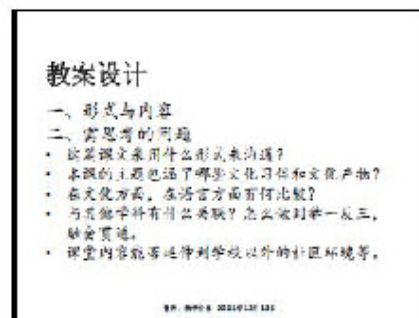 教案设计
一、形式与内容
二、需思考的问题
• 这篇课文采用什么形式来沟通？
• 本课的主题包涵了哪些文化习俗和文化产物？
• 在文化方面，在语言方面有何比较？
• 与其他学科有什么关联？怎么做到举一反三，
融会贯通。
• 课堂内容能否延伸到学校以外的社区环境等。